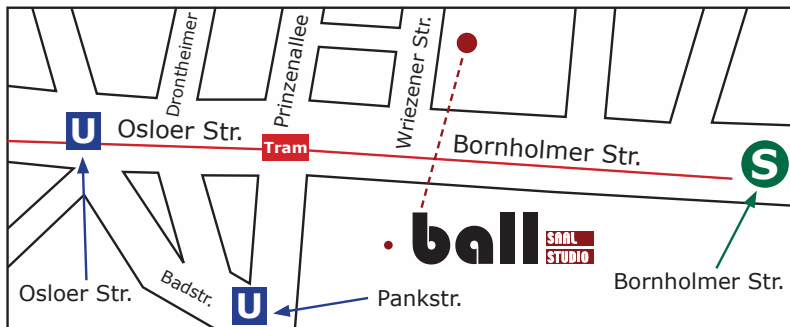 Drontheimer
Prinzenallee
Wriezener Str.
U
Osloer Str.
Tram
Bornholmer Str.
S
ball
SAAL
STUDIO
Osloer Str.
Badstr.
U
Pankstr.
Bornholmer Str.